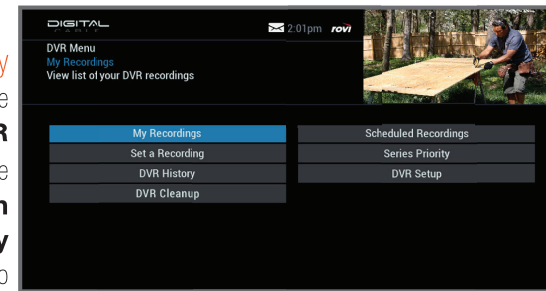 y
e
R
e
n
y
o
DIGITAL
CABLE
2:01pm rovi
DVR Menu
My Recordings
View list of your DVR recordings
My Recordings
Scheduled Recordings
Set a Recording
Series Priority
DVR History
DVR Setup
DVR Cleanup